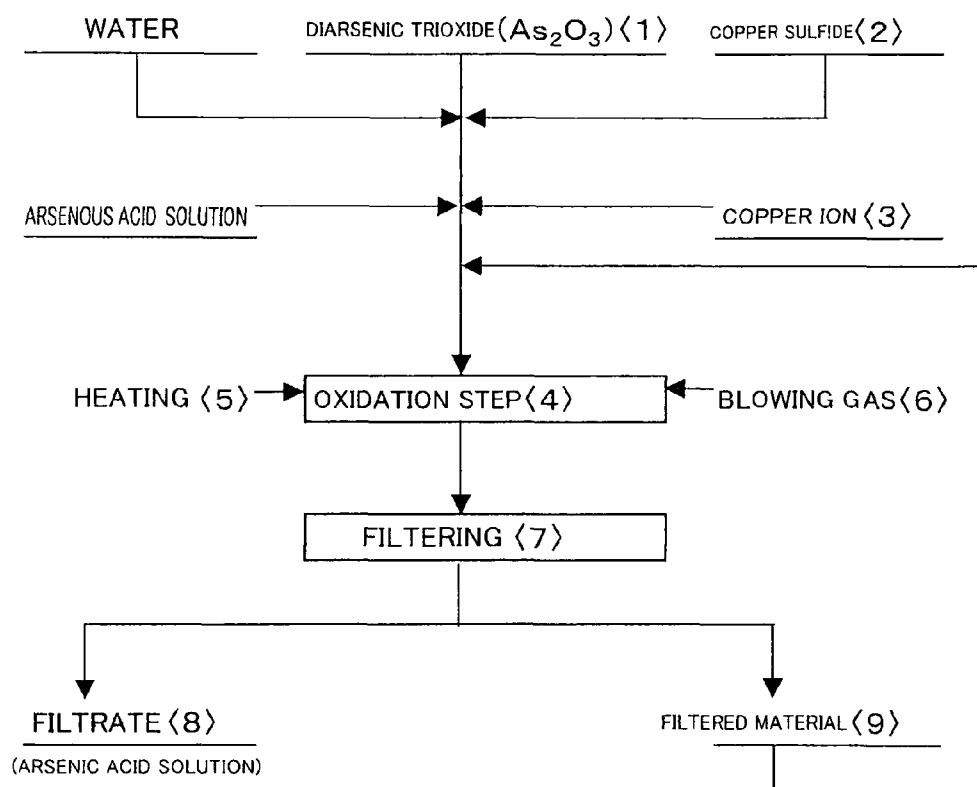 WATER
DIARSENIC TRIOXIDE(As₂O₃)〈1〉
COPPER SULFIDE〈2〉
ARSENOUS ACID SOLUTION
COPPER ION〈3〉
HEATING〈5〉
OXIDATION STEP〈4〉
BLOWING GAS〈6〉
FILTERING〈7〉
FILTRATE〈8〉
(ARSENIC ACID SOLUTION)
FILTERED MATERIAL〈9〉